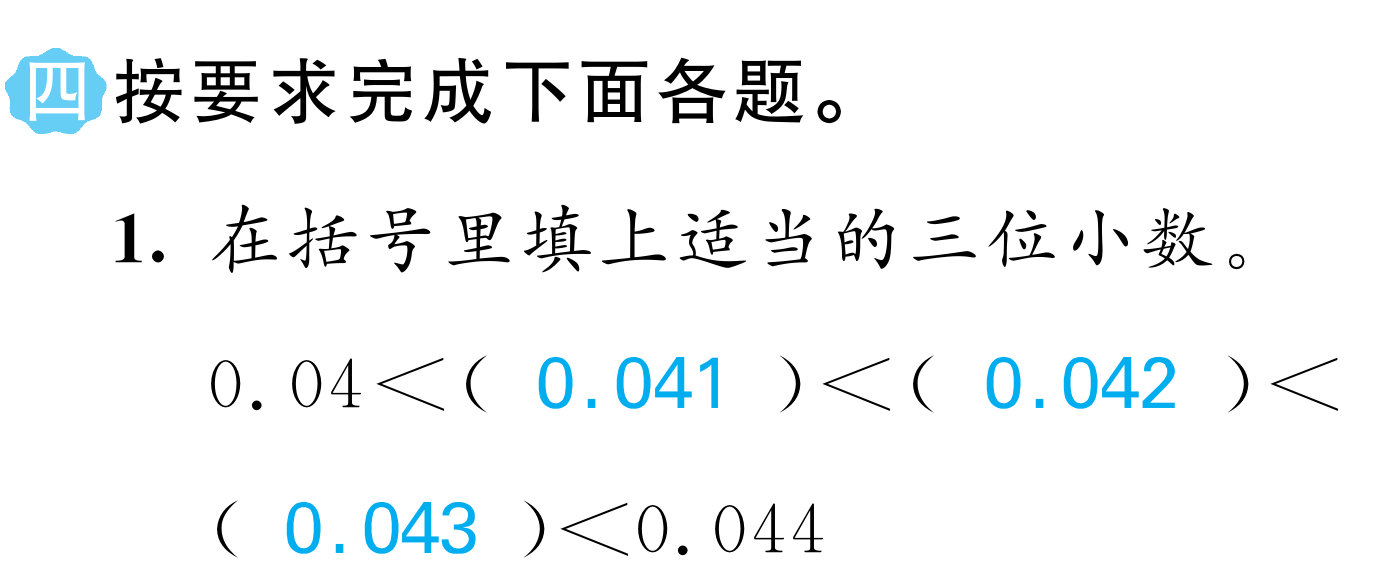 四 按要求完成下面各题。
1. 在括号里填上适当的三位小数。
0.04<( 0.041 )<( 0.042 )<
( 0.043 )<0.044